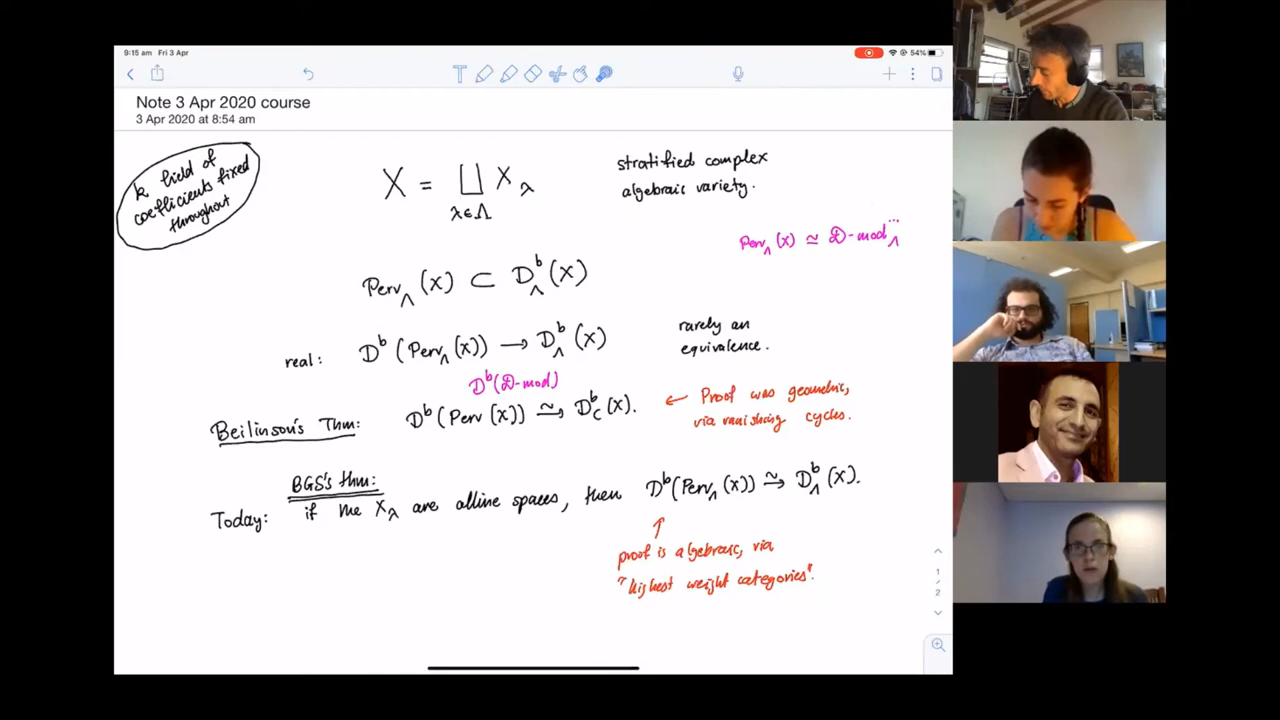 9:15 am Fri 3 Apr
54%
Note 3 Apr 2020 course
3 Apr 2020 at 8:54 am
k field of
coefficients fixed
throughout
X = ⊔ X_λ
λ∈Λ
stratified complex
algebraic variety.
Perv_Λ(X) ≃ D-mod_Λ^...
Perv_Λ(X) ⊂ D^b_Λ(X)
real: D^b(Perv_Λ(X)) → D^b_Λ(X)
rarely an
equivalence.
D^b(D-mod)
Beilinson's Thm: D^b(Perv(X)) ⥲ D^b_c(X).
← Proof was geometric,
via vanishing cycles.
BGS's thm:
Today: if the X_λ are affine spaces, then D^b(Perv_Λ(X)) ⥲ D^b_Λ(X).
↑
proof is algebraic, via
"highest weight categories".
1
/
2